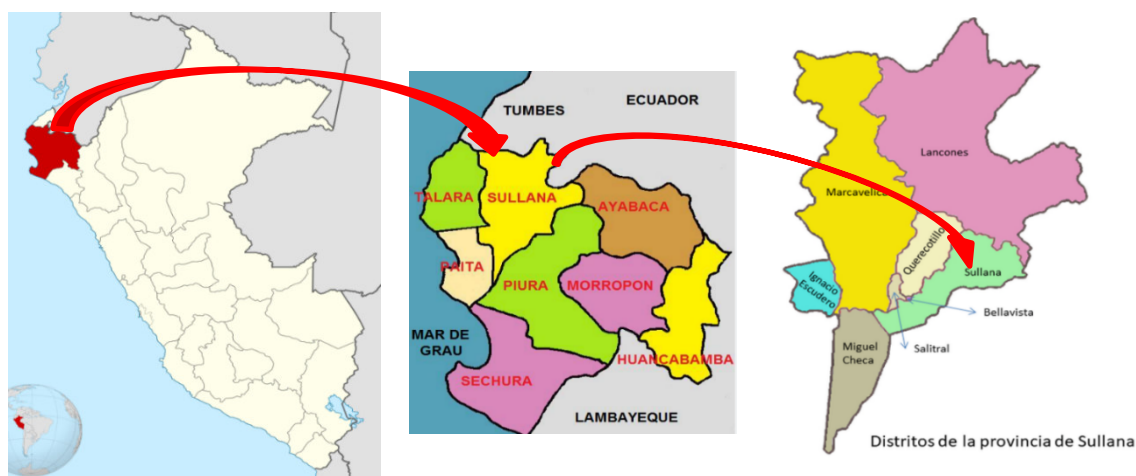 TUMBES
ECUADOR
TALARA
SULLANA
AYABACA
PAITA
PIURA
MORROPON
MAR DE
GRAU
HUANCABAMBA
SECHURA
LAMBAYEQUE
Lancones
Marcavelica
Querecotillo
Sullana
Ignacio
Escudero
Bellavista
Salitral
Miguel
Checa
Distritos de la provincia de Sullana